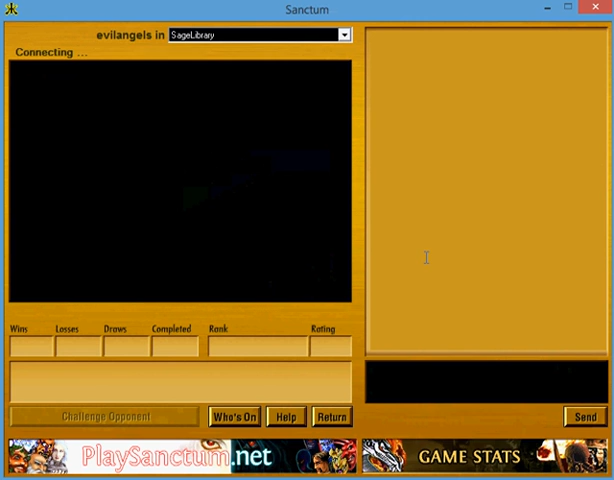 Sanctum
evilangels in SageLibrary
Connecting ...
Wins Losses Draws Completed Rank Rating
Challenge Opponent Who's On Help Return
Send
PlaySanctum.net
GAME STATS